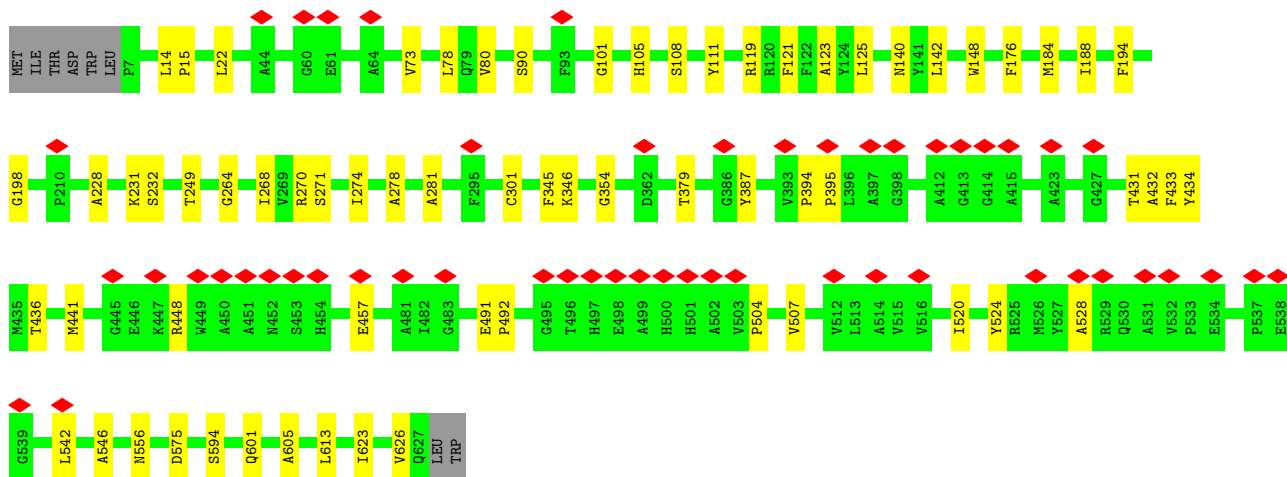 MET ILE THR ASP TRP LEU P7 L14 P15 L22 A44 G60 E61 A64 V73 L78 Q79 V80 S90 F93 G101 H105 S108 Y111 R119 R120 F121 F122 A123 Y124 L125 N140 Y141 L142 W148 F176 M184 I188 F194
G198 P210 A228 K231 S232 T249 G264 I268 V269 R270 S271 I274 A278 A281 F295 C301 F345 K346 G354 D362 T379 G386 Y387 V393 P394 P395 L396 A397 G398 A412 G413 G414 A415 A423 G427 T431 A432 F433 Y434
M435 T436 M441 G445 E446 K447 R448 W449 A450 A451 N452 S453 H454 E457 A481 I482 G483 E491 P492 G495 T496 H497 E498 A499 H500 H501 A502 V503 P504 V507 V512 L513 A514 V515 V516 I520 Y524 R525 M526 Y527 A528 R529 Q530 A531 V532 P533 E534 P537 E538
G539 L542 A546 N556 D575 S594 Q601 A605 L613 I623 V626 Q627 LEU TRP